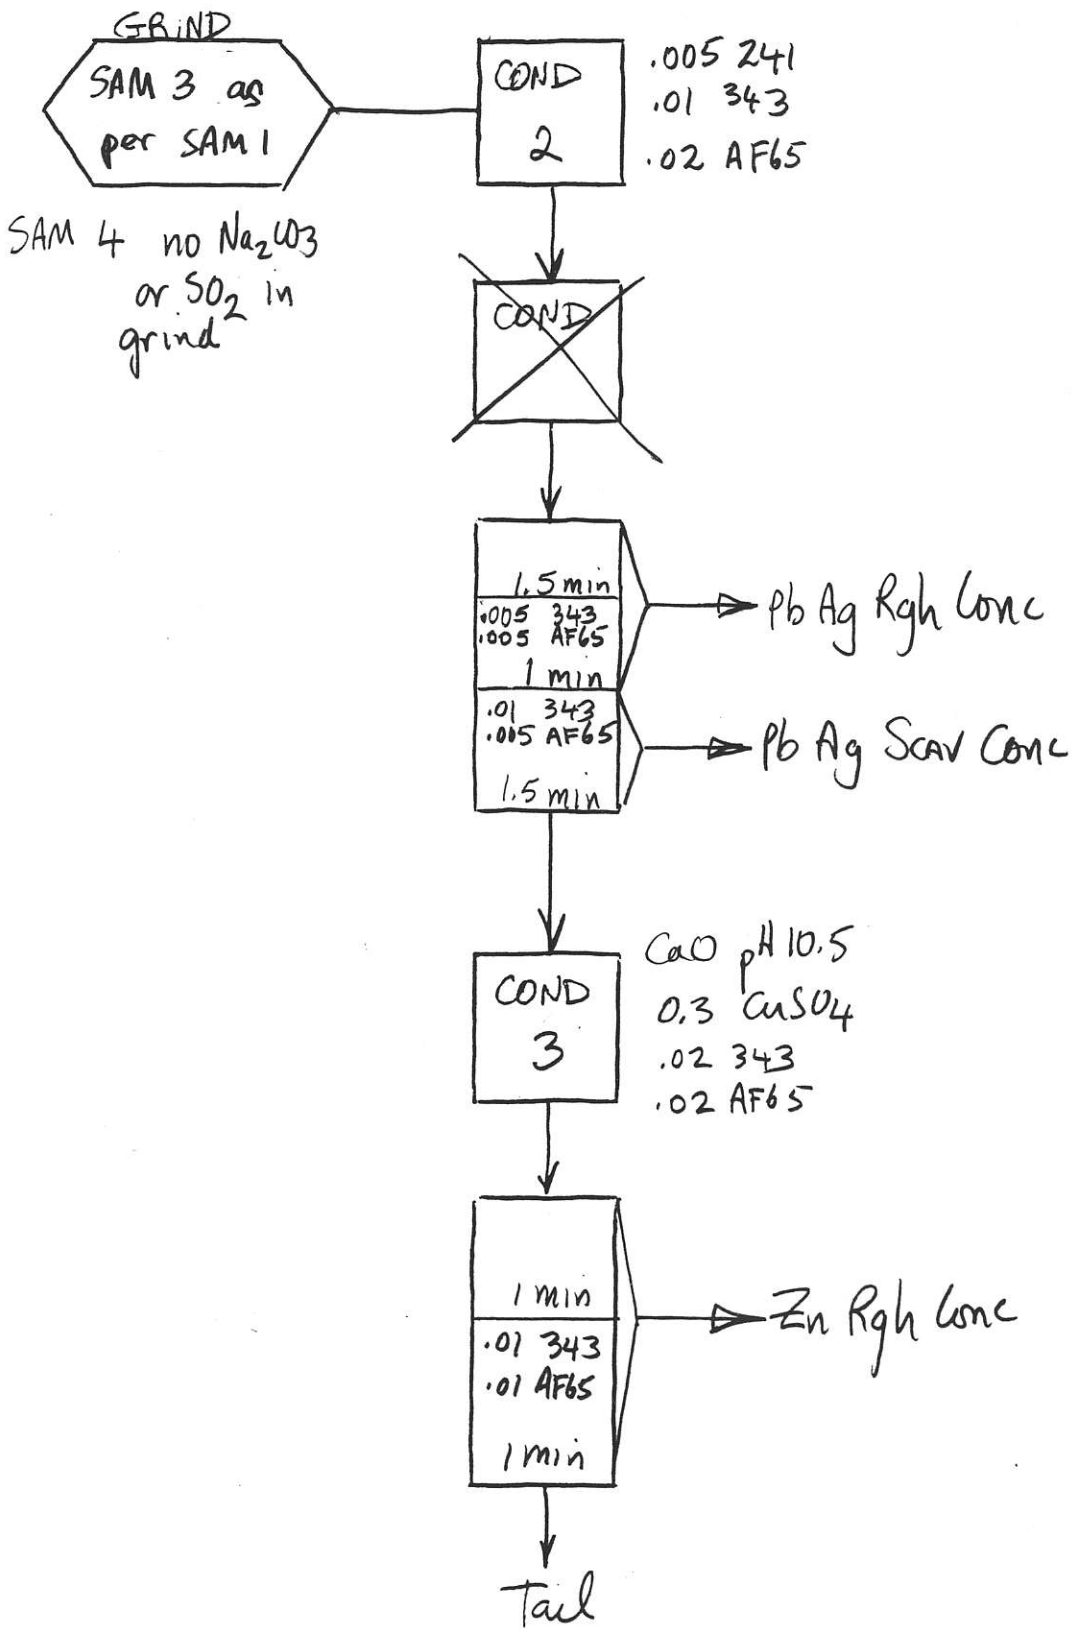 GRIND
SAM 3 as
per SAM 1
SAM 4 no Na2CO3
or SO2 in
grind
COND
2
.005 241
.01 343
.02 AF65
COND
1.5 min
.005 343
.005 AF65
1 min
Pb Ag Rgh Conc
.01 343
.005 AF65
1.5 min
Pb Ag Scav Conc
COND
3
CaO pH 10.5
0.3 CuSO4
.02 343
.02 AF65
1 min
.01 343
.01 AF65
1 min
Zn Rgh Conc
Tail